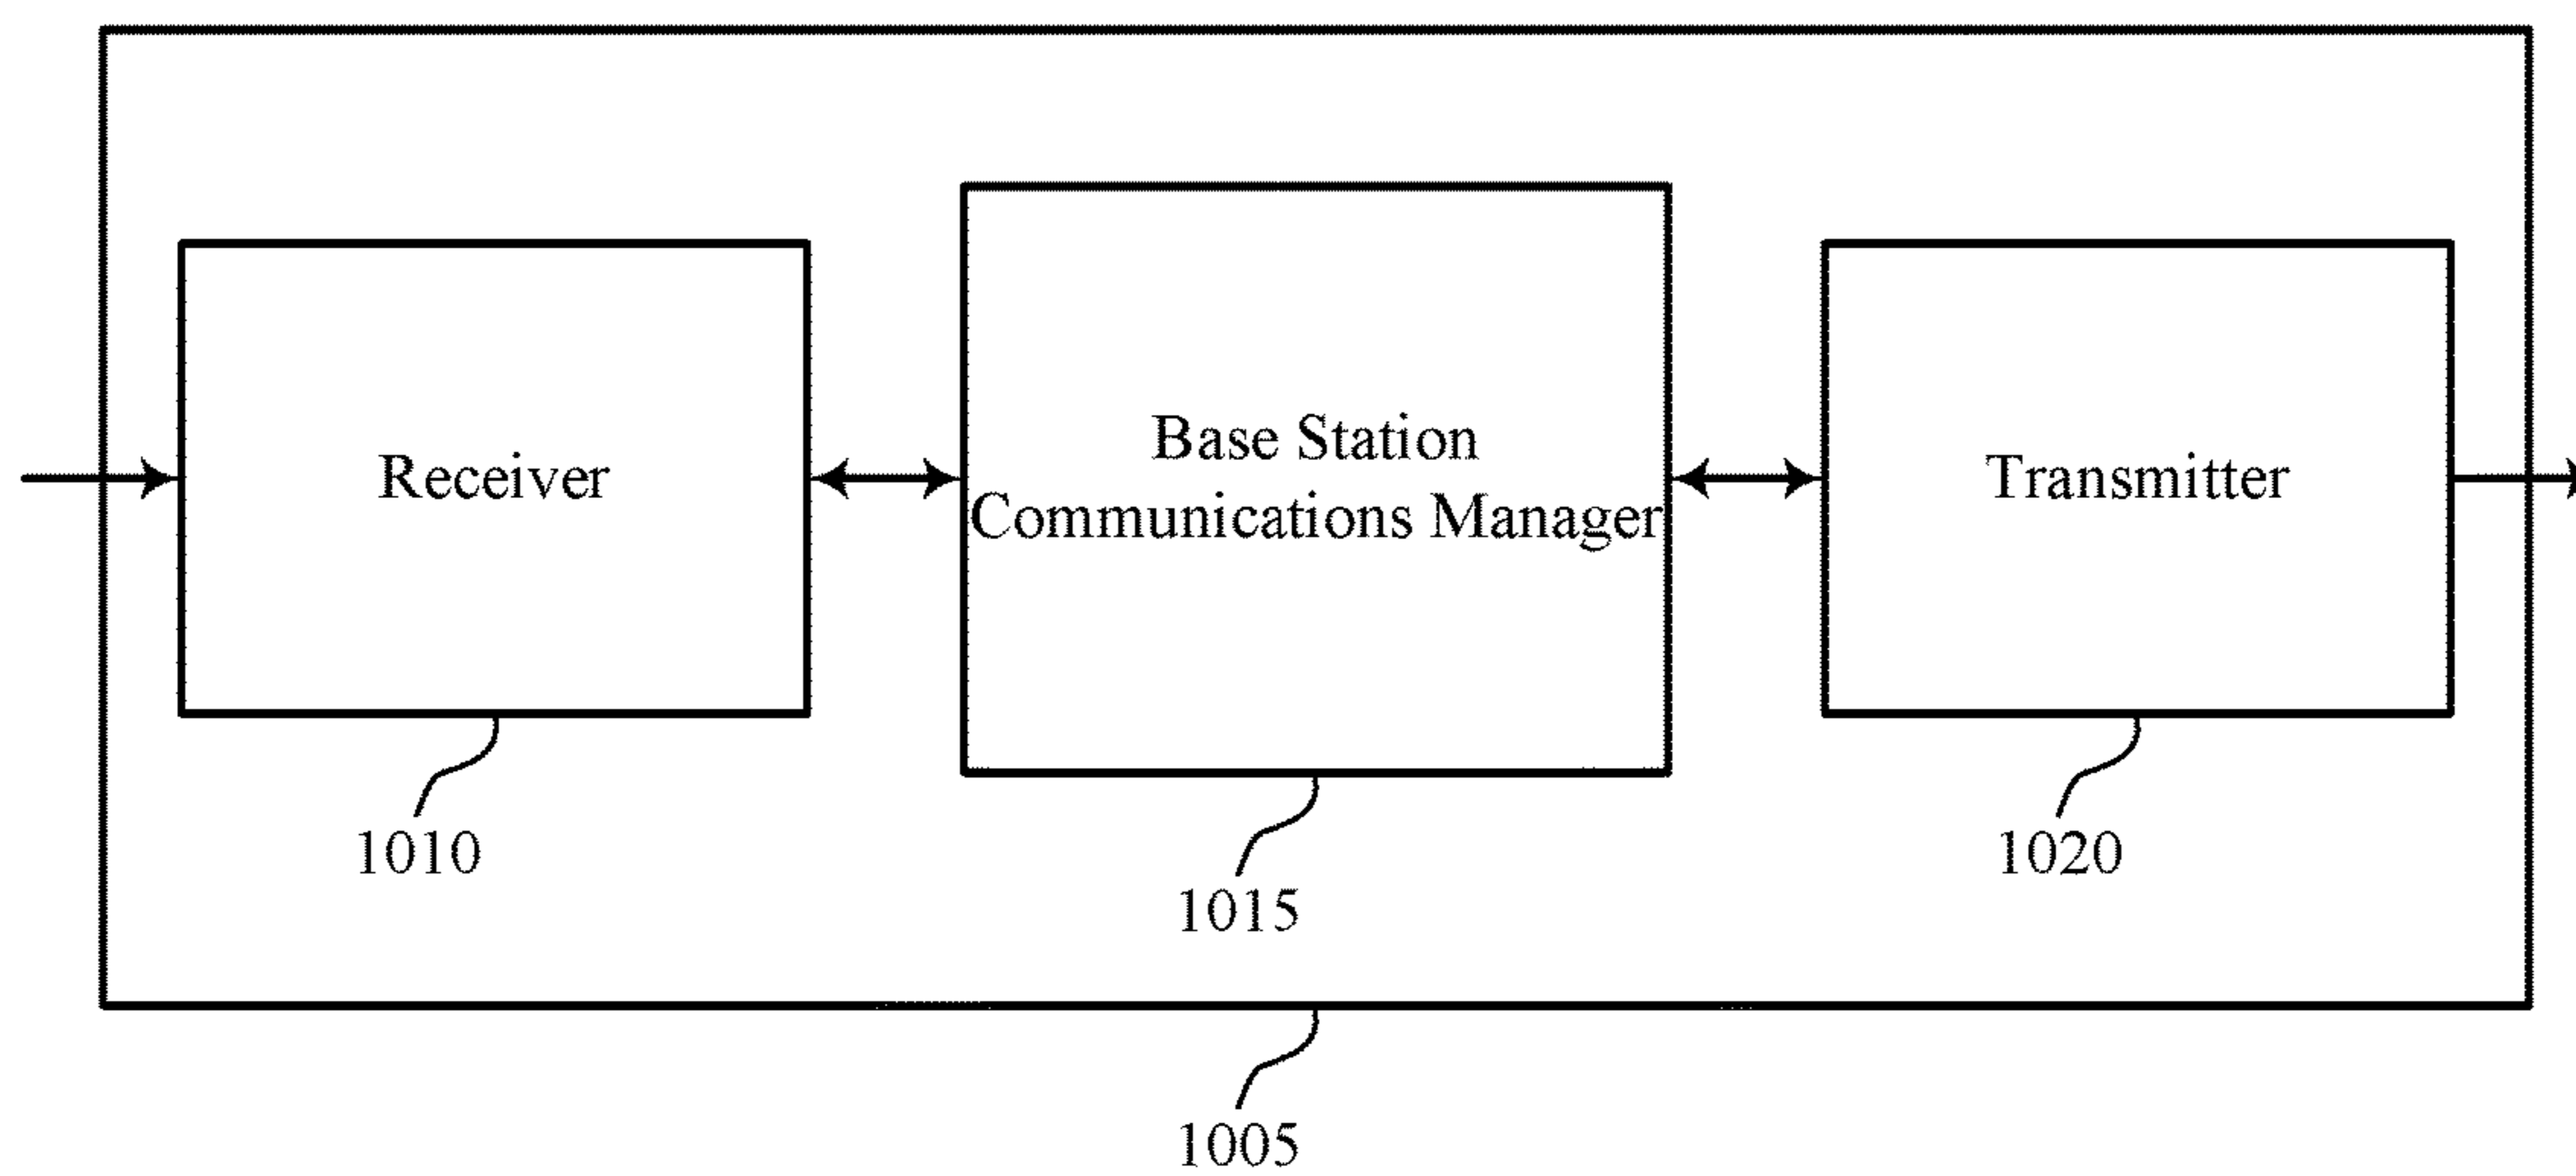 Receiver
Base Station
Communications Manager
Transmitter
1010
1015
1020
1005